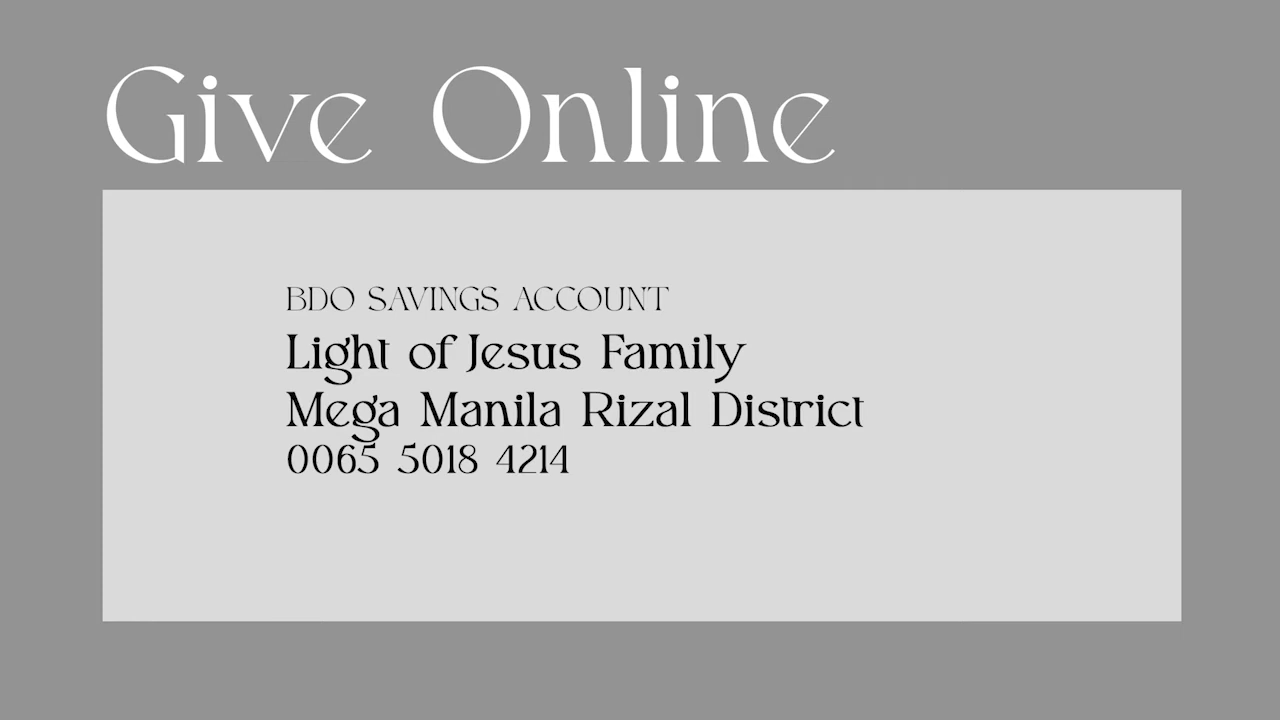 Give Online
BDO SAVINGS ACCOUNT
Light of Jesus Family
Mega Manila Rizal District
0065 5018 4214